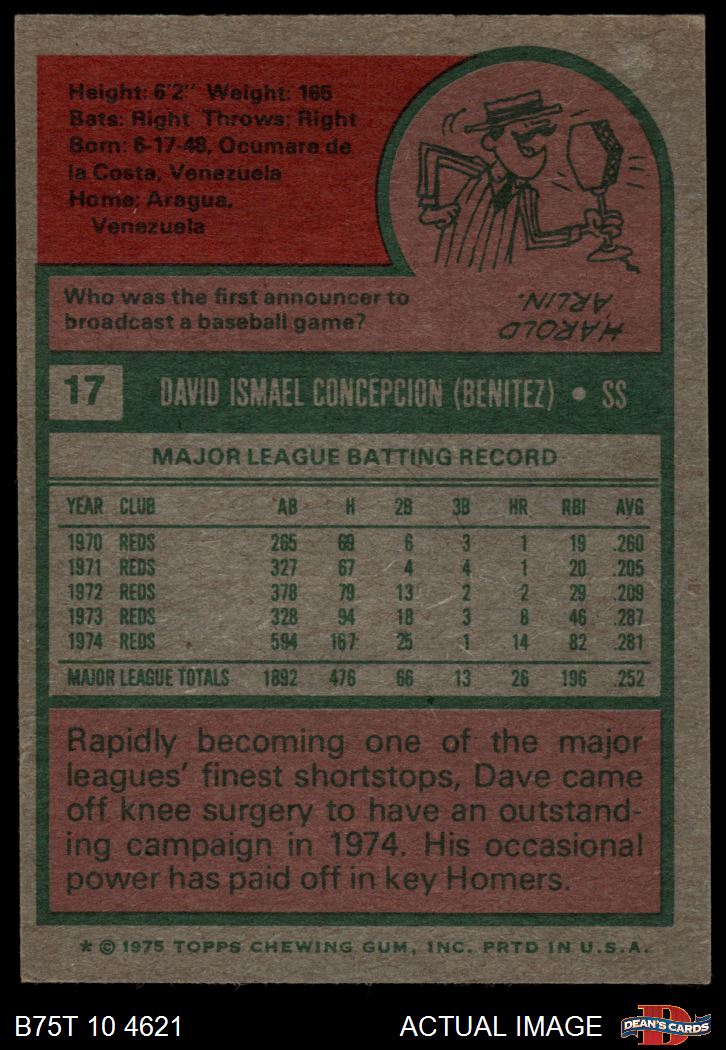 Height: 6'2" Weight: 165
Bats: Right Throws: Right
Born: 6-17-48, Ocumare de
la Costa, Venezuela
Home: Aragua,
Venezuela
Who was the first announcer to
broadcast a baseball game?
HAROLD
ARLIN.
17 DAVID ISMAEL CONCEPCION (BENITEZ) • SS
MAJOR LEAGUE BATTING RECORD
YEAR CLUB AB H 2B 3B HR RBI AVG
1970 REDS 265 69 6 3 1 19 .260
1971 REDS 327 67 4 4 1 20 .205
1972 REDS 378 79 13 2 2 29 .209
1973 REDS 328 94 18 3 8 46 .287
1974 REDS 594 167 25 1 14 82 .281
MAJOR LEAGUE TOTALS 1892 476 66 13 26 196 .252
Rapidly becoming one of the major
leagues' finest shortstops, Dave came
off knee surgery to have an outstand-
ing campaign in 1974. His occasional
power has paid off in key Homers.
* © 1975 TOPPS CHEWING GUM, INC. PRTD IN U.S.A.
B75T 10 4621 ACTUAL IMAGE
D
DEAN'S CARDS